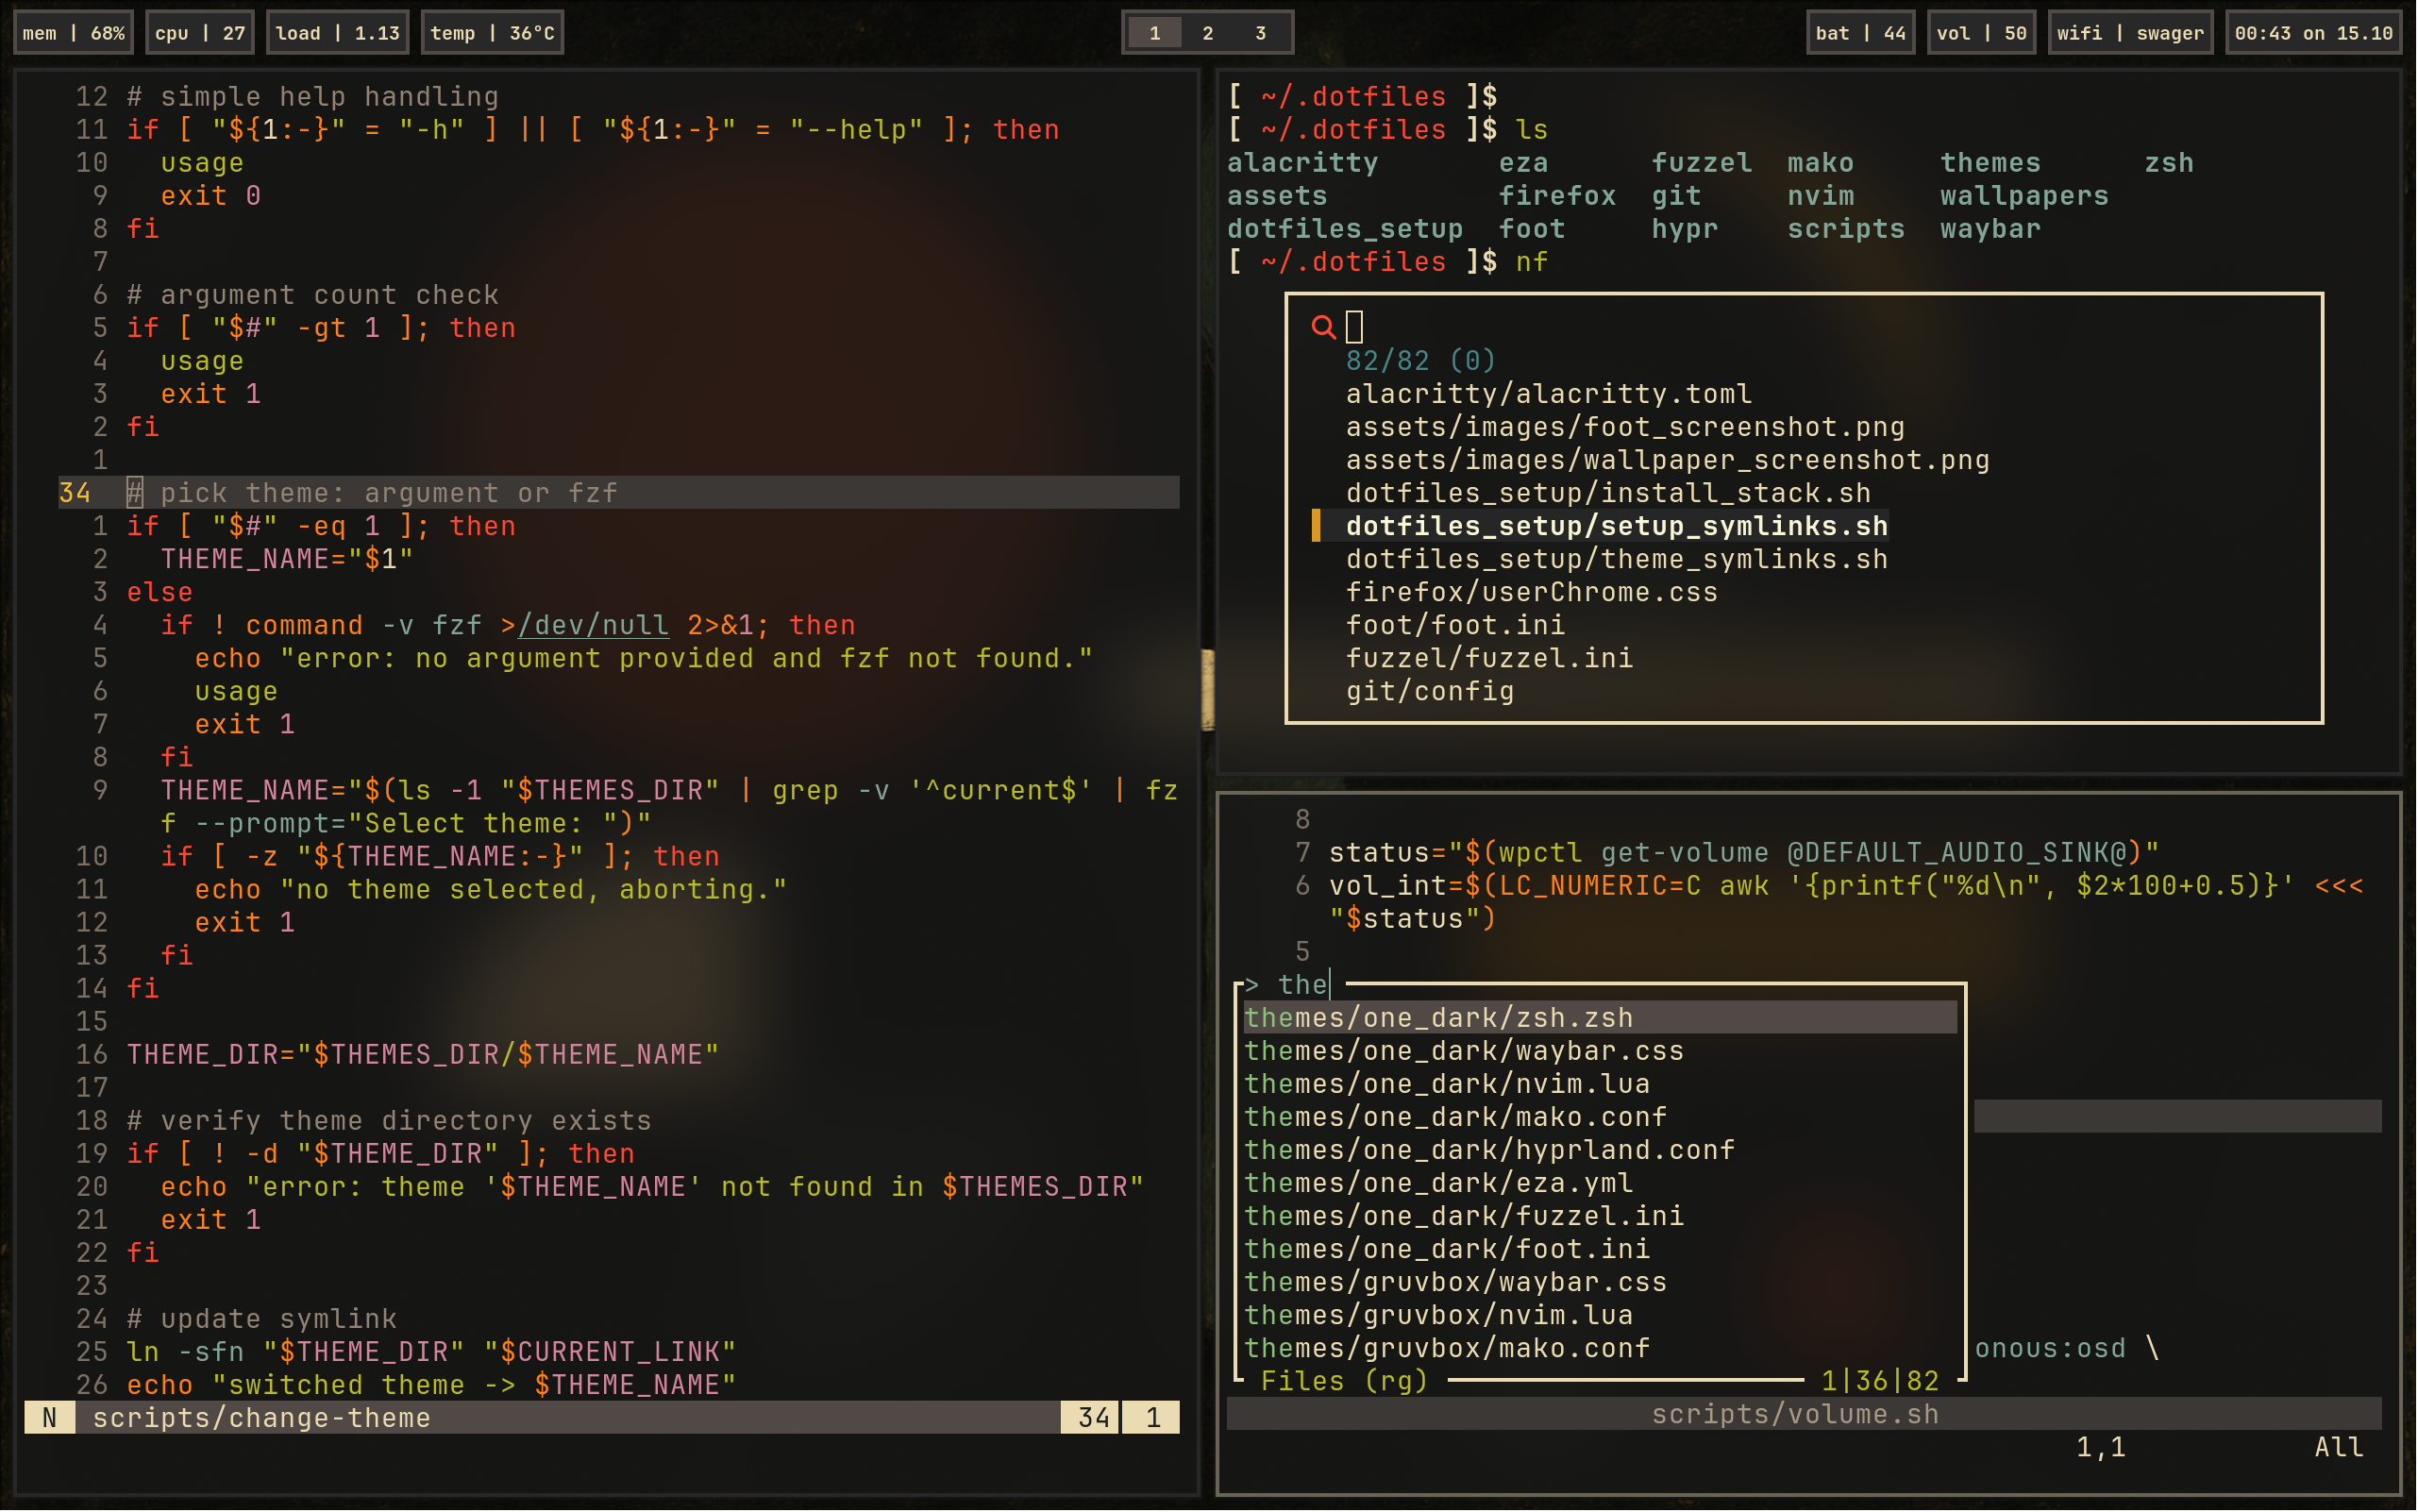 mem | 68% cpu | 27 load | 1.13 temp | 36°C 1 2 3 bat | 44 vol | 50 wifi | swager 00:43 on 15.10
12 # simple help handling
11 if [ "${1:-}" = "-h" ] || [ "${1:-}" = "--help" ]; then
10   usage
9   exit 0
8 fi
7
6 # argument count check
5 if [ "$#" -gt 1 ]; then
4   usage
3   exit 1
2 fi
1
34 # pick theme: argument or fzf
1 if [ "$#" -eq 1 ]; then
2   THEME_NAME="$1"
3 else
4   if ! command -v fzf >/dev/null 2>&1; then
5     echo "error: no argument provided and fzf not found."
6     usage
7     exit 1
8   fi
9   THEME_NAME="$(ls -1 "$THEMES_DIR" | grep -v '^current$' | fz
f --prompt="Select theme: ")"
10   if [ -z "${THEME_NAME:-}" ]; then
11     echo "no theme selected, aborting."
12     exit 1
13   fi
14 fi
15
16 THEME_DIR="$THEMES_DIR/$THEME_NAME"
17
18 # verify theme directory exists
19 if [ ! -d "$THEME_DIR" ]; then
20   echo "error: theme '$THEME_NAME' not found in $THEMES_DIR"
21   exit 1
22 fi
23
24 # update symlink
25 ln -sfn "$THEME_DIR" "$CURRENT_LINK"
26 echo "switched theme -> $THEME_NAME"
N scripts/change-theme 34 1
[ ~/.dotfiles ]$
[ ~/.dotfiles ]$ ls
alacritty eza fuzzel mako themes zsh
assets firefox git nvim wallpapers
dotfiles_setup foot hypr scripts waybar
[ ~/.dotfiles ]$ nf
82/82 (0)
alacritty/alacritty.toml
assets/images/foot_screenshot.png
assets/images/wallpaper_screenshot.png
dotfiles_setup/install_stack.sh
dotfiles_setup/setup_symlinks.sh
dotfiles_setup/theme_symlinks.sh
firefox/userChrome.css
foot/foot.ini
fuzzel/fuzzel.ini
git/config
8
7 status="$(wpctl get-volume @DEFAULT_AUDIO_SINK@)"
6 vol_int=$(LC_NUMERIC=C awk '{printf("%d\n", $2*100+0.5)}' <<<
"$status")
5
> the
themes/one_dark/zsh.zsh
themes/one_dark/waybar.css
themes/one_dark/nvim.lua
themes/one_dark/mako.conf
themes/one_dark/hyprland.conf
themes/one_dark/eza.yml
themes/one_dark/fuzzel.ini
themes/one_dark/foot.ini
themes/gruvbox/waybar.css
themes/gruvbox/nvim.lua
themes/gruvbox/mako.conf onous:osd \
Files (rg) 1|36|82
scripts/volume.sh
1,1 All